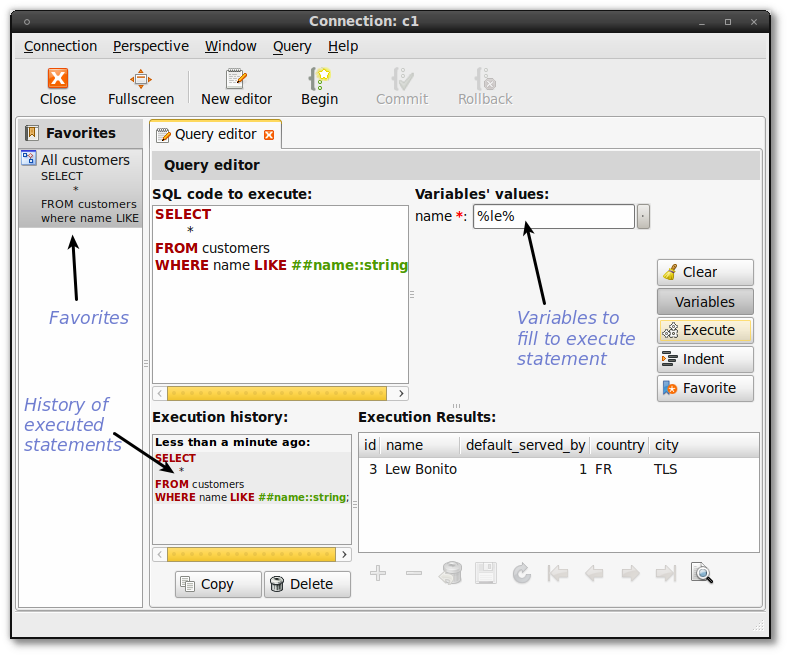 Connection: c1
Connection Perspective Window Query Help
Close Fullscreen New editor Begin Commit Rollback
Favorites
All customers
SELECT
*
FROM customers
where name LIKE
Favorites
Query editor
Query editor
SQL code to execute:
SELECT
*
FROM customers
WHERE name LIKE ##name::string
Variables' values:
name *: %le%
Variables to
fill to execute
statement
Clear
Variables
Execute
Indent
Favorite
History of
executed
statements
Execution history:
Less than a minute ago:
SELECT
*
FROM customers
WHERE name LIKE ##name::string;
Copy Delete
Execution Results:
id name default_served_by country city
3 Lew Bonito 1 FR TLS